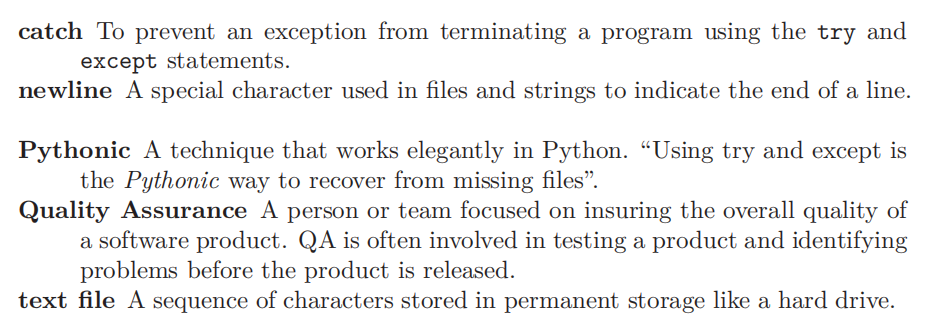 catch To prevent an exception from terminating a program using the try and
except statements.
newline A special character used in files and strings to indicate the end of a line.
Pythonic A technique that works elegantly in Python. “Using try and except is
the Pythonic way to recover from missing files”.
Quality Assurance A person or team focused on insuring the overall quality of
a software product. QA is often involved in testing a product and identifying
problems before the product is released.
text file A sequence of characters stored in permanent storage like a hard drive.